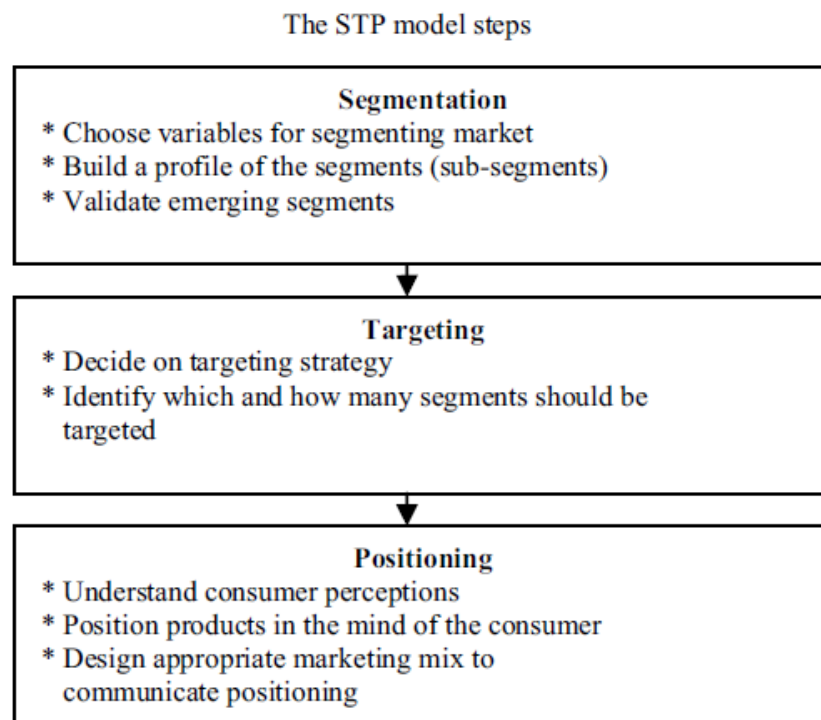 The STP model steps
Segmentation
* Choose variables for segmenting market
* Build a profile of the segments (sub-segments)
* Validate emerging segments
Targeting
* Decide on targeting strategy
* Identify which and how many segments should be
targeted
Positioning
* Understand consumer perceptions
* Position products in the mind of the consumer
* Design appropriate marketing mix to
communicate positioning